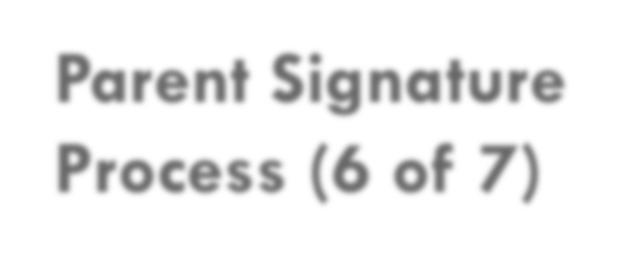 Parent Signature
Process (6 of 7)